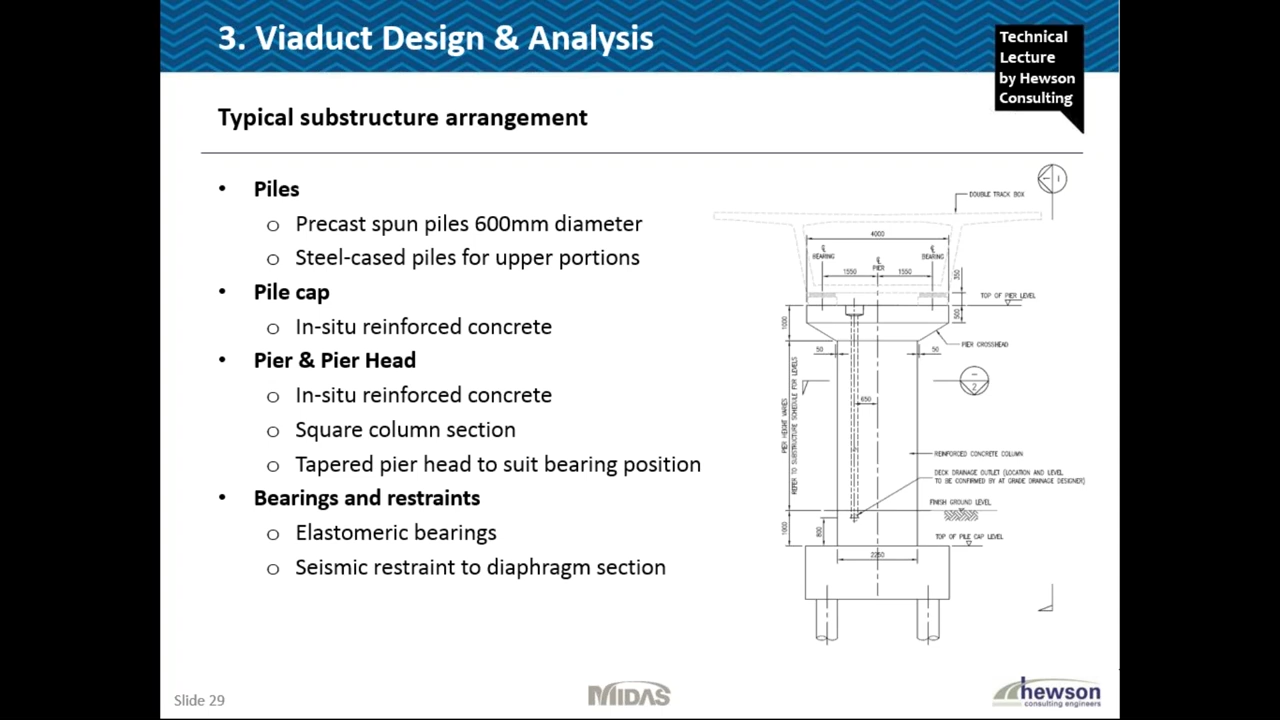 3. Viaduct Design & Analysis
Technical
Lecture
by Hewson
Consulting
Typical substructure arrangement
• Piles
o Precast spun piles 600mm diameter
o Steel-cased piles for upper portions
• Pile cap
o In-situ reinforced concrete
• Pier & Pier Head
o In-situ reinforced concrete
o Square column section
o Tapered pier head to suit bearing position
• Bearings and restraints
o Elastomeric bearings
o Seismic restraint to diaphragm section
DOUBLE TRACK BOX
4000
℄
BEARING
℄
PIER
℄
BEARING
1550
1550
350
TOP OF PIER LEVEL
500
1000
PIER CROSSHEAD
50
50
2
PIER HEIGHT VARIES
REFER TO SUBSTRUCTURE SCHEDULE FOR LEVELS
650
REINFORCED CONCRETE COLUMN
DECK DRAINAGE OUTLET (LOCATION AND LEVEL
TO BE CONFIRMED BY AT GRADE DRAINAGE DESIGNER)
FINISH GROUND LEVEL
1000
800
TOP OF PILE CAP LEVEL
2250
Slide 29
MIDAS
hewson
consulting engineers